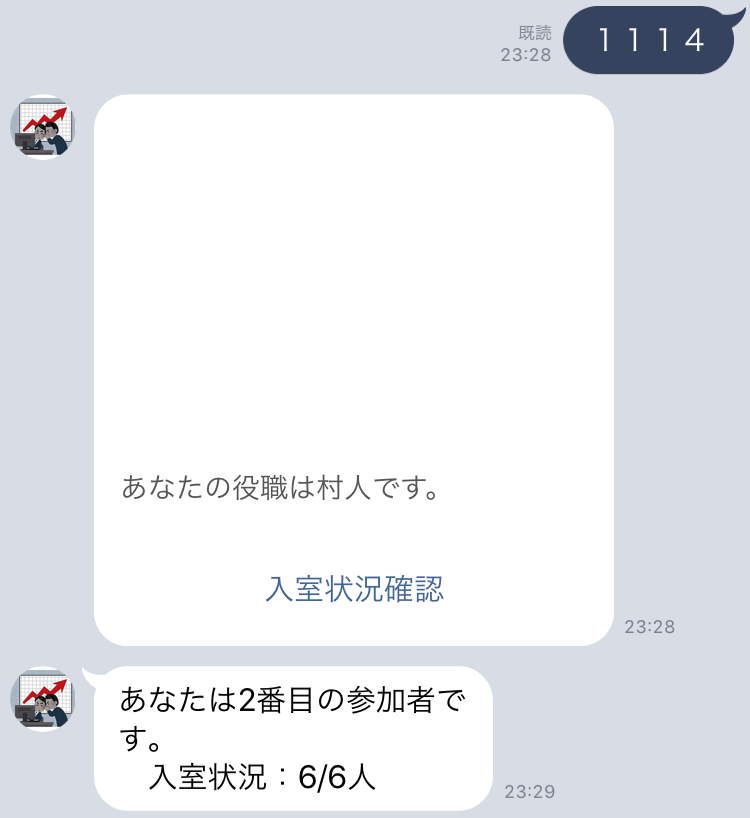 既読
23:28
１１１４
あなたの役職は村人です。
入室状況確認
23:28
あなたは2番目の参加者で
す。
　入室状況：6/6人
23:29